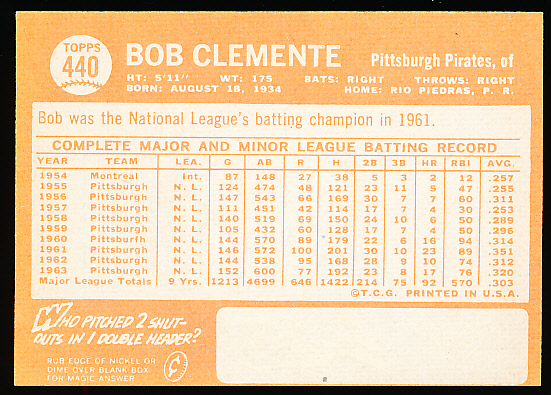 TOPPS
440
BOB CLEMENTE
Pittsburgh Pirates, of
HT: 5'11" WT: 175 BATS: RIGHT THROWS: RIGHT
BORN: AUGUST 18, 1934 HOME: RIO PIEDRAS, P. R.
Bob was the National League's batting champion in 1961.
COMPLETE MAJOR AND MINOR LEAGUE BATTING RECORD
YEAR TEAM LEA. G AB R H 2B 3B HR RBI AVG.
1954 Montreal Int. 87 148 27 38 5 3 2 12 .257
1955 Pittsburgh N. L. 124 474 48 121 23 11 5 47 .255
1956 Pittsburgh N. L. 147 543 66 169 30 7 7 60 .311
1957 Pittsburgh N. L. 111 451 42 114 17 7 4 30 .253
1958 Pittsburgh N. L. 140 519 69 150 24 10 6 50 .289
1959 Pittsburgh N. L. 105 432 60 128 17 7 4 50 .296
1960 Pittsburfh N. L. 144 570 89 179 22 6 16 94 .314
1961 Pittsburgh N. L. 146 572 100 201 30 10 23 89 .351
1962 Pittsburgh N. L. 144 538 95 168 28 9 10 74 .312
1963 Pittsburgh N. L. 152 600 77 192 23 8 17 76 .320
Major League Totals 9 Yrs. 1213 4699 646 1422 214 75 92 570 .303
©T.C.G. PRINTED IN U.S.A.
WHO PITCHED 2 SHUT-
OUTS IN 1 DOUBLE HEADER?
RUB EDGE OF NICKEL OR
DIME OVER BLANK BOX
FOR MAGIC ANSWER